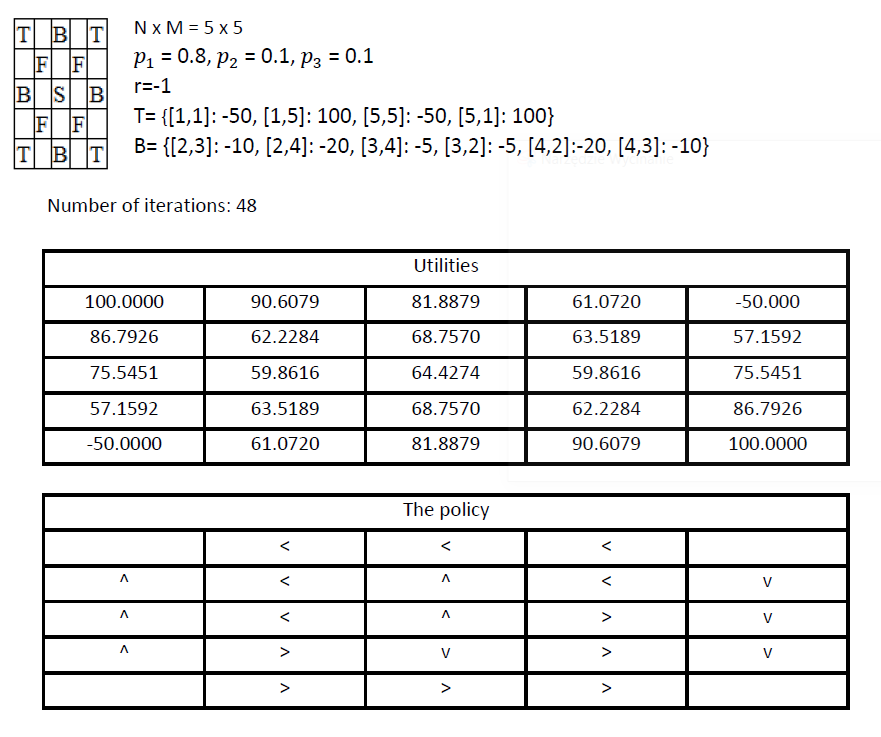 T B T
F F
B S B
F F
T B T
N x M = 5 x 5
p₁ = 0.8, p₂ = 0.1, p₃ = 0.1
r=-1
T= {[1,1]: -50, [1,5]: 100, [5,5]: -50, [5,1]: 100}
B= {[2,3]: -10, [2,4]: -20, [3,4]: -5, [3,2]: -5, [4,2]:-20, [4,3]: -10}
Number of iterations: 48
Utilities
100.0000 90.6079 81.8879 61.0720 -50.000
86.7926 62.2284 68.7570 63.5189 57.1592
75.5451 59.8616 64.4274 59.8616 75.5451
57.1592 63.5189 68.7570 62.2284 86.7926
-50.0000 61.0720 81.8879 90.6079 100.0000
The policy
< < <
^ < ^ < v
^ < ^ > v
^ > v > v
> > >